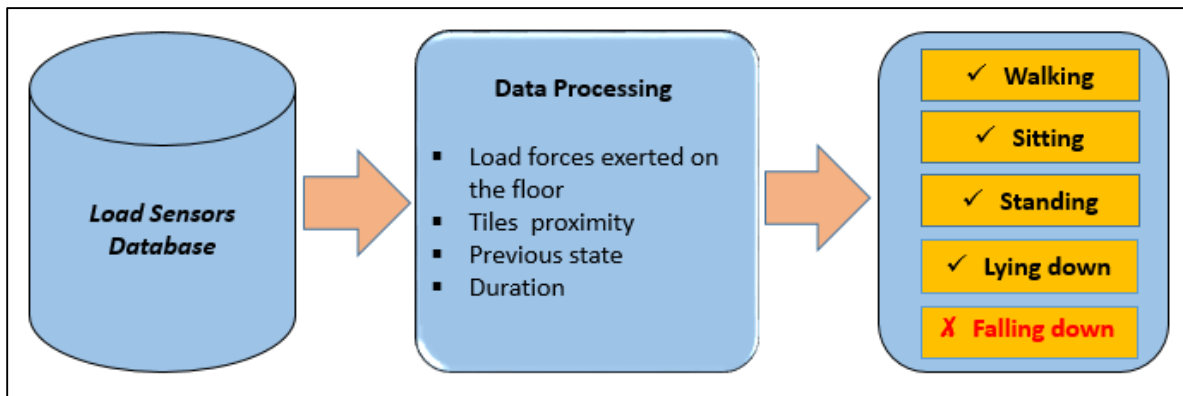 Load Sensors
Database
Data Processing
▪ Load forces exerted on
the floor
▪ Tiles proximity
▪ Previous state
▪ Duration
✓ Walking
✓ Sitting
✓ Standing
✓ Lying down
✗ Falling down